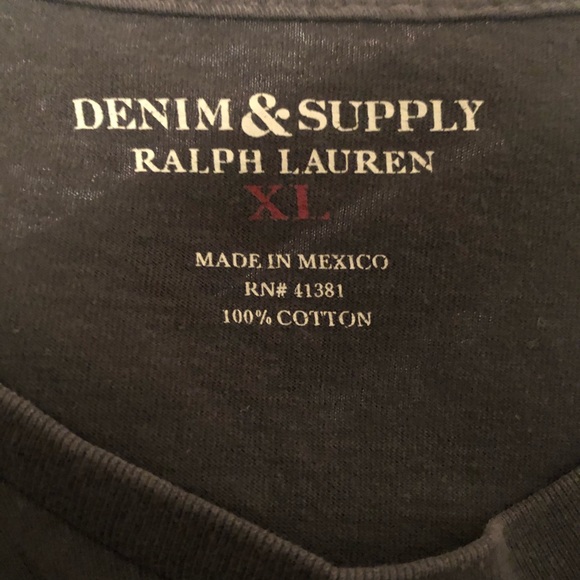 DENIM & SUPPLY
RALPH LAUREN
XL
MADE IN MEXICO
RN# 41381
100% COTTON